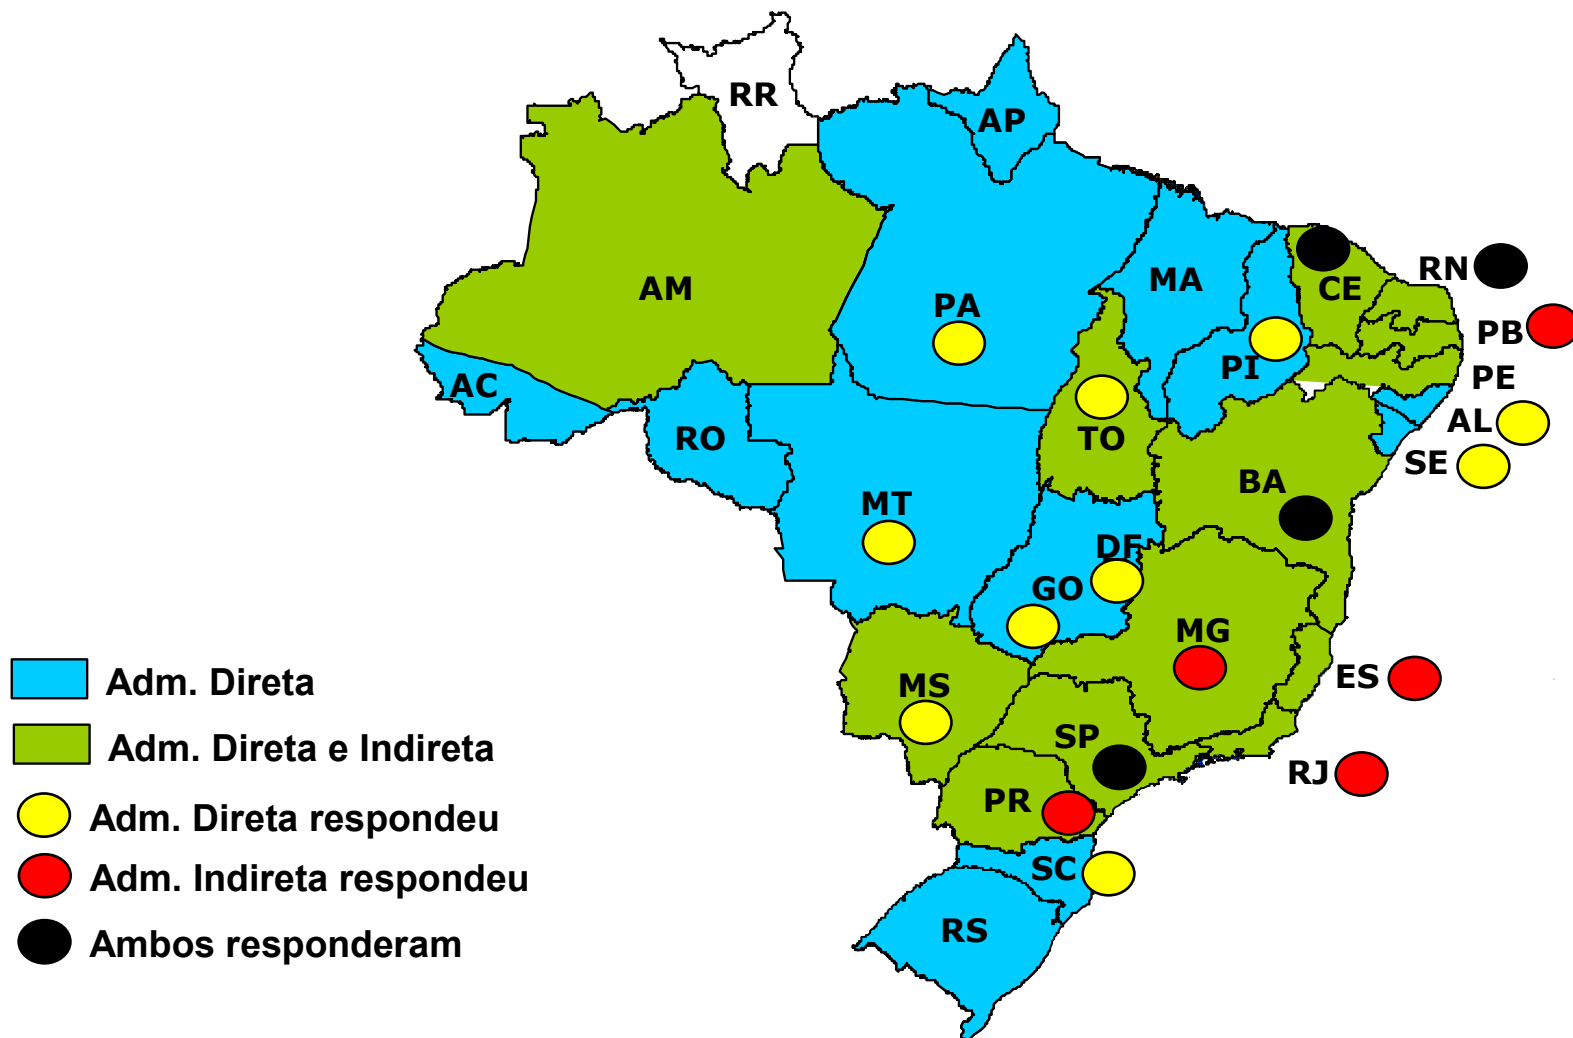 RR
AP
AM
PA
MA
CE
RN
PB
PI
PE
AC
AL
RO
TO
SE
BA
MT
DF
GO
MG
MS
ES
SP
RJ
PR
SC
RS
Adm. Direta
Adm. Direta e Indireta
Adm. Direta respondeu
Adm. Indireta respondeu
Ambos responderam